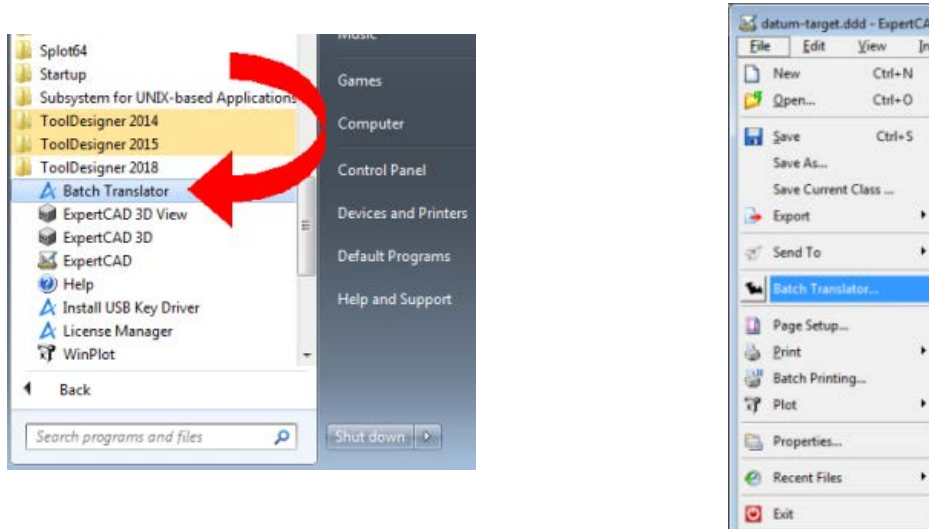 Splot64
Startup
Subsystem for UNIX-based Applications
ToolDesigner 2014
ToolDesigner 2015
ToolDesigner 2018
Batch Translator
ExpertCAD 3D View
ExpertCAD 3D
ExpertCAD
Help
Install USB Key Driver
License Manager
WinPlot
Back
Search programs and files
Music
Games
Computer
Control Panel
Devices and Printers
Default Programs
Help and Support
Shut down
datum-target.ddd - ExpertCA
File Edit View In
New Ctrl+N
Open... Ctrl+O
Save Ctrl+S
Save As...
Save Current Class ...
Export
Send To
Batch Translator...
Page Setup...
Print
Batch Printing...
Plot
Properties...
Recent Files
Exit